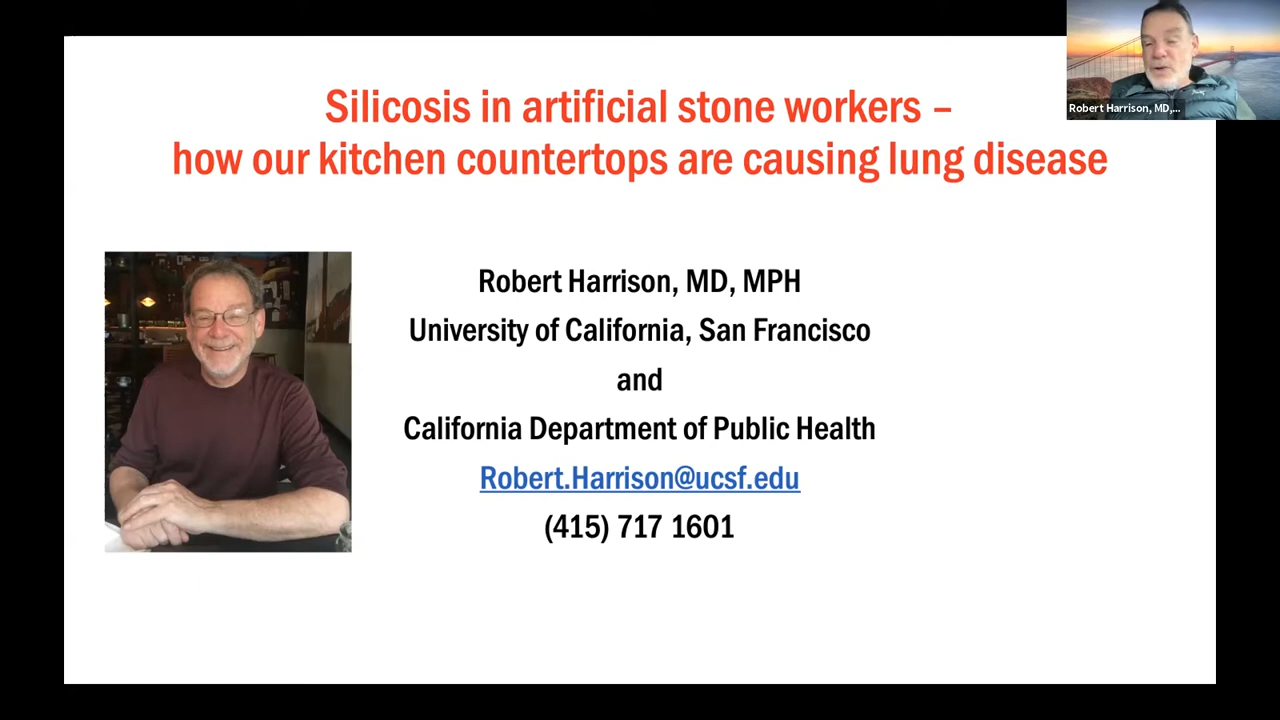 Silicosis in artificial stone workers –
how our kitchen countertops are causing lung disease
Robert Harrison, MD, MPH
University of California, San Francisco
and
California Department of Public Health
Robert.Harrison@ucsf.edu
(415) 717 1601
Robert Harrison, MD,...